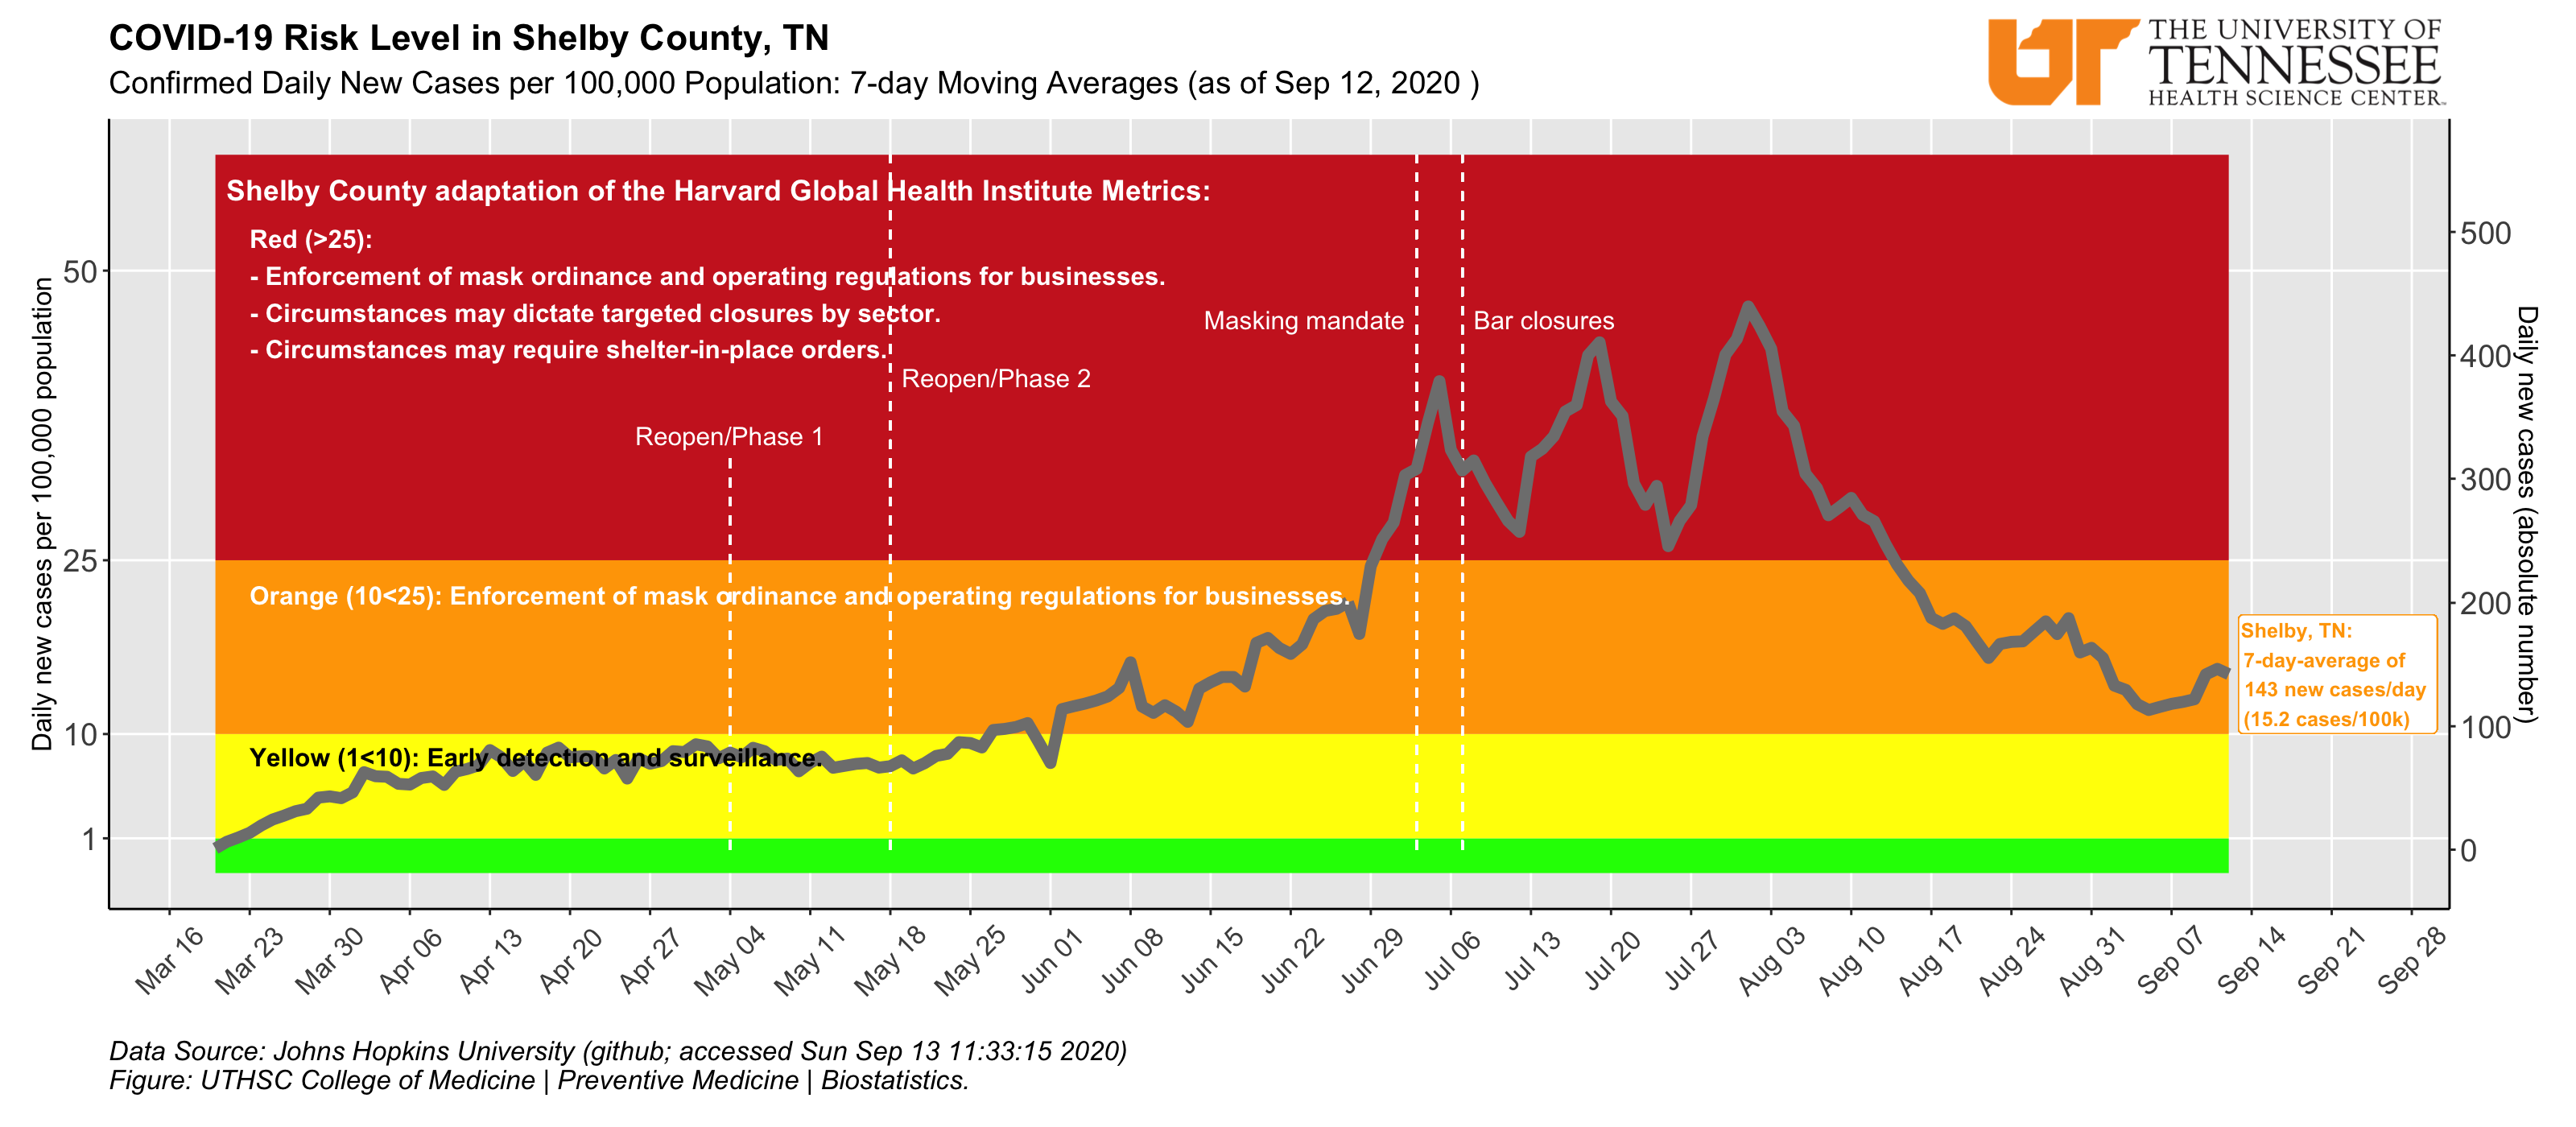 COVID-19 Risk Level in Shelby County, TN
Confirmed Daily New Cases per 100,000 Population: 7-day Moving Averages (as of Sep 12, 2020 )
UT
THE UNIVERSITY OF
TENNESSEE
HEALTH SCIENCE CENTER™
Shelby County adaptation of the Harvard Global Health Institute Metrics:
Red (>25):
- Enforcement of mask ordinance and operating regulations for businesses.
- Circumstances may dictate targeted closures by sector.
- Circumstances may require shelter-in-place orders.
Masking mandate
Bar closures
Reopen/Phase 2
Reopen/Phase 1
Orange (10<25): Enforcement of mask ordinance and operating regulations for businesses.
Yellow (1<10): Early detection and surveillance.
Shelby, TN:
7-day-average of
143 new cases/day
(15.2 cases/100k)
Daily new cases per 100,000 population
50
25
10
1
Daily new cases (absolute number)
500
400
300
200
100
0
Mar 16
Mar 23
Mar 30
Apr 06
Apr 13
Apr 20
Apr 27
May 04
May 11
May 18
May 25
Jun 01
Jun 08
Jun 15
Jun 22
Jun 29
Jul 06
Jul 13
Jul 20
Jul 27
Aug 03
Aug 10
Aug 17
Aug 24
Aug 31
Sep 07
Sep 14
Sep 21
Sep 28
Data Source: Johns Hopkins University (github; accessed Sun Sep 13 11:33:15 2020)
Figure: UTHSC College of Medicine | Preventive Medicine | Biostatistics.